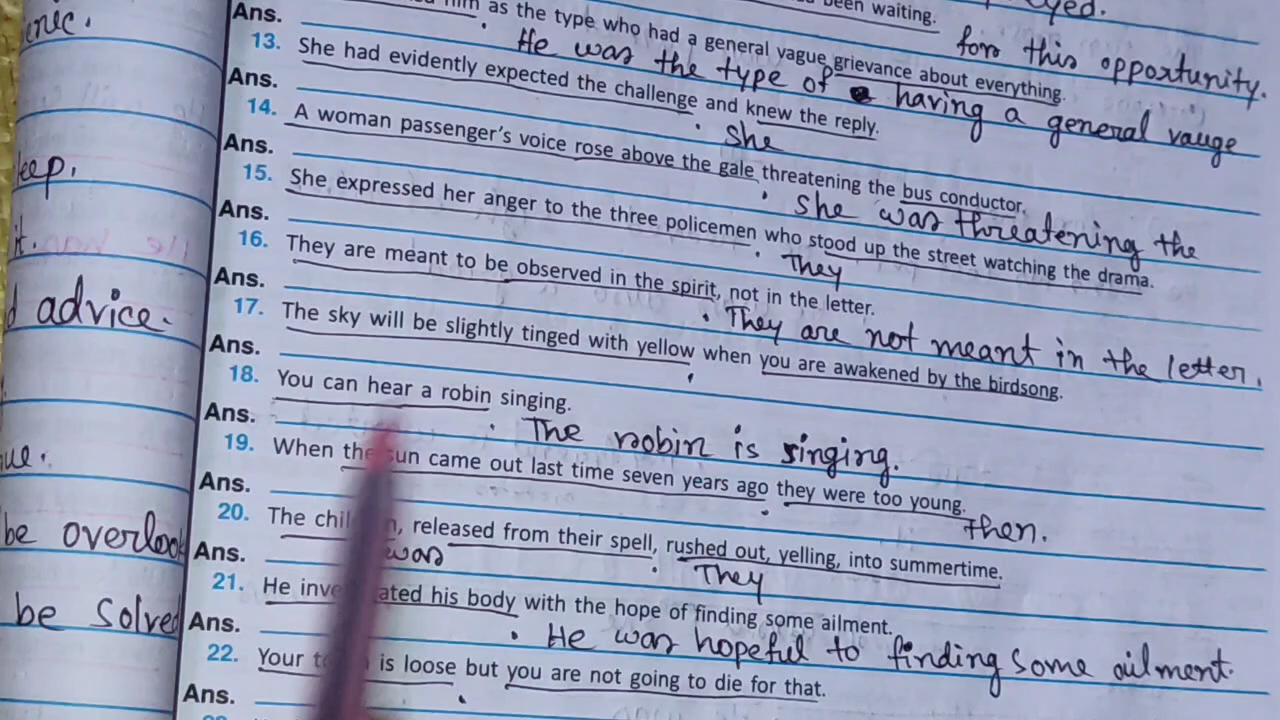 enic.
eep.
it.
d advice.
ue.
be overlook
be solved
been waiting. for this opportunity.
Ans. him as the type who had a general vague grievance about everything.
. He was the type of having a general vauge
13. She had evidently expected the challenge and knew the reply.
Ans. . She
14. A woman passenger's voice rose above the gale threatening the bus conductor.
Ans. . She was threatening the
15. She expressed her anger to the three policemen who stood up the street watching the drama.
Ans. . They
16. They are meant to be observed in the spirit, not in the letter.
Ans. . They are not meant in the letter.
17. The sky will be slightly tinged with yellow when you are awakened by the birdsong.
Ans. .
18. You can hear a robin singing.
Ans. . The robin is singing.
19. When the sun came out last time seven years ago they were too young.
Ans. . then.
20. The chil n, released from their spell, rushed out, yelling, into summertime.
Ans. was . They
21. He inve ated his body with the hope of finding some ailment.
Ans. . He was hopeful to finding some ailment.
22. Your t is loose but you are not going to die for that.
Ans. .